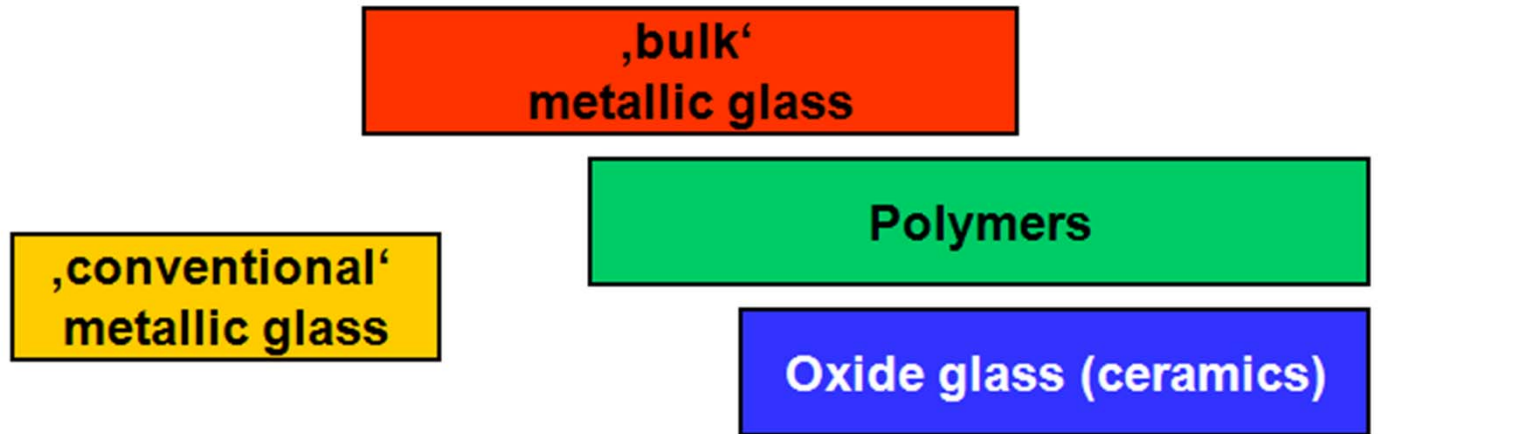 ‚bulk‘
metallic glass
Polymers
‚conventional‘
metallic glass
Oxide glass (ceramics)